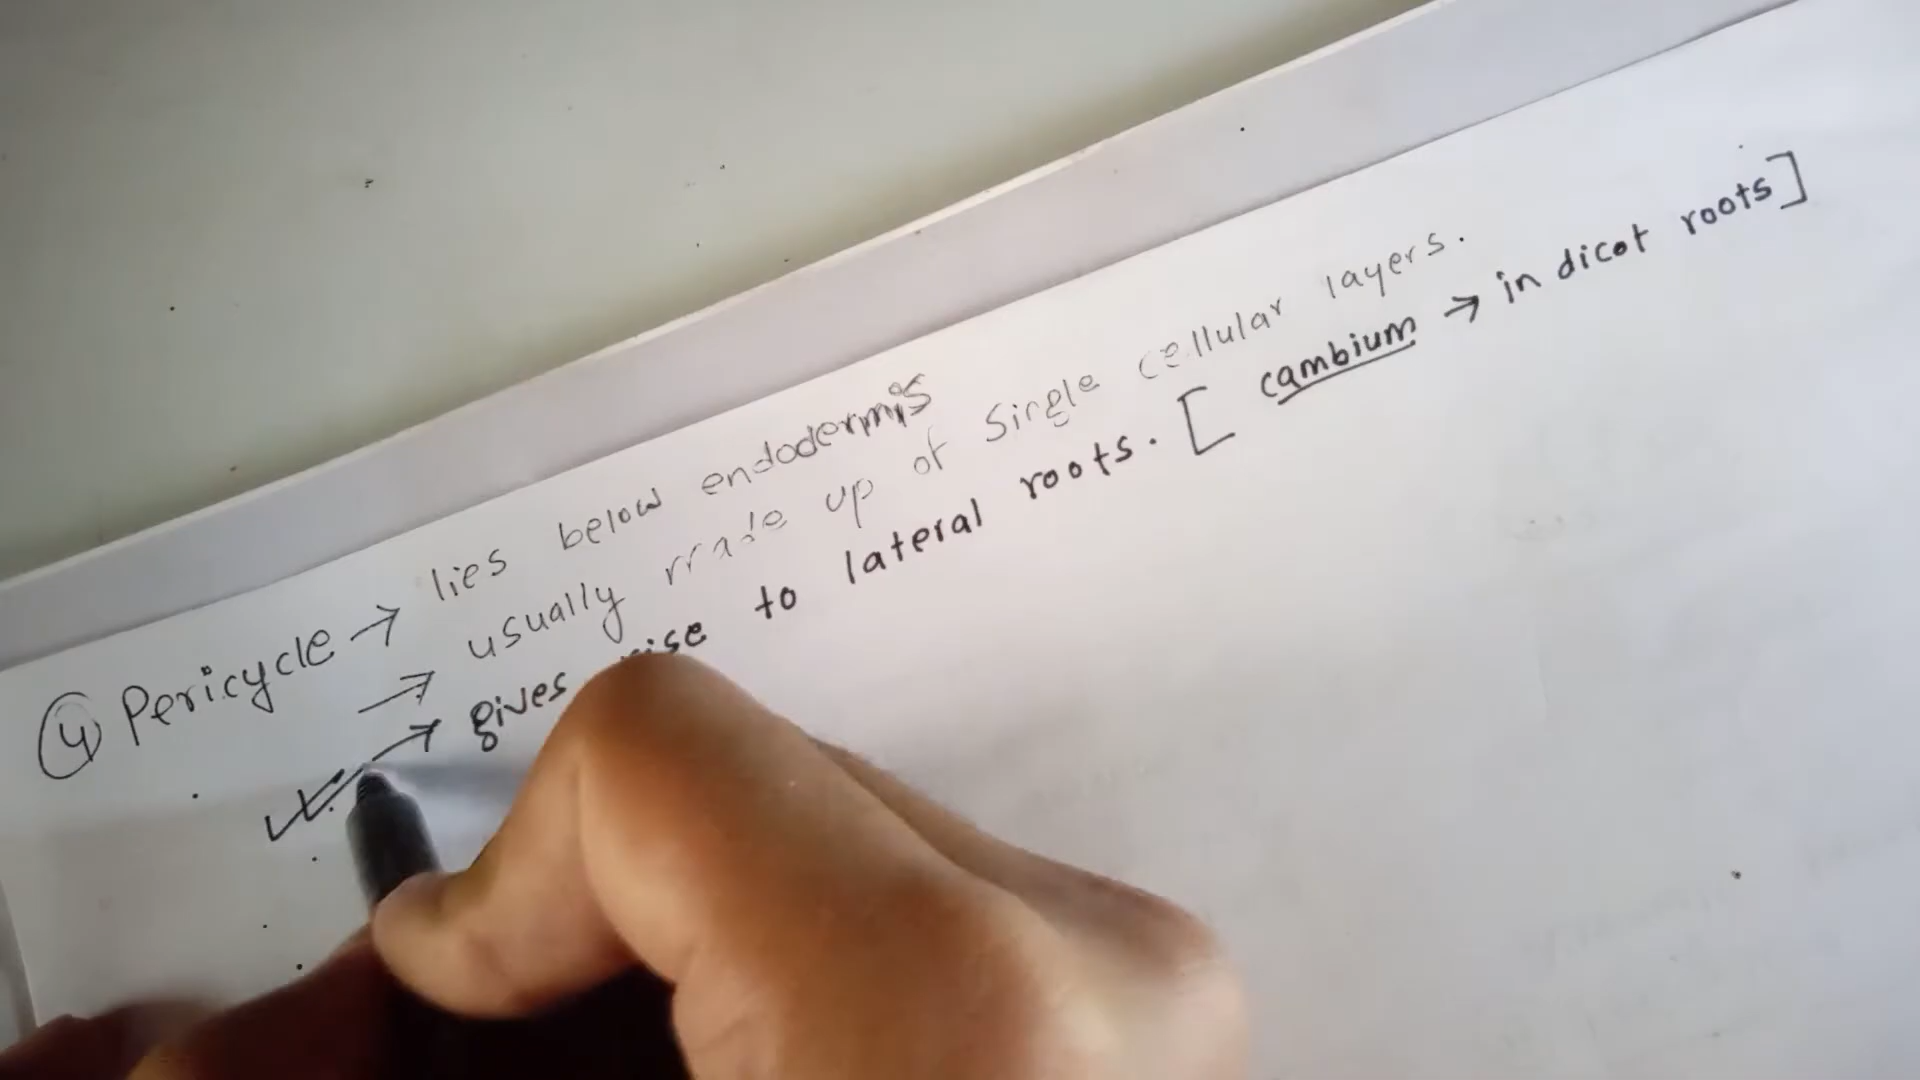 ④ Pericycle → lies below endodermis
→ usually made up of single cellular layers.
→ gives rise to lateral roots. [ cambium → in dicot roots]